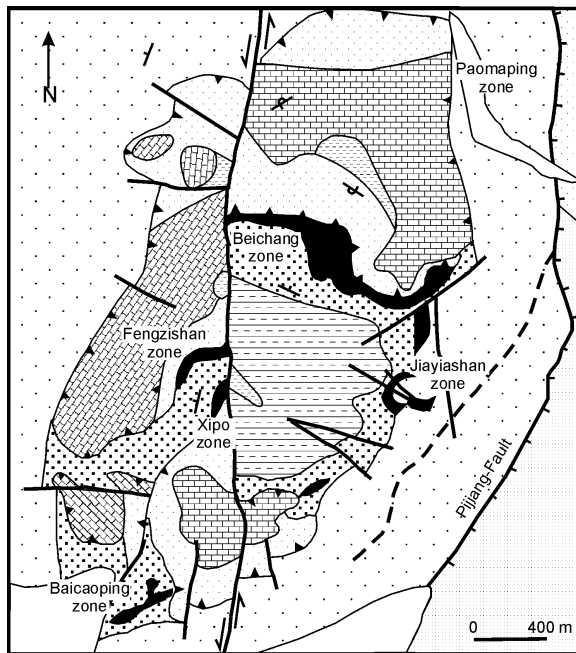 Paomaping
zone
N
Beichang
zone
Fengzishan
zone
Jiayiashan
zone
Xipo
zone
Pijiang-Fault
Baicaoping
zone
0 400 m